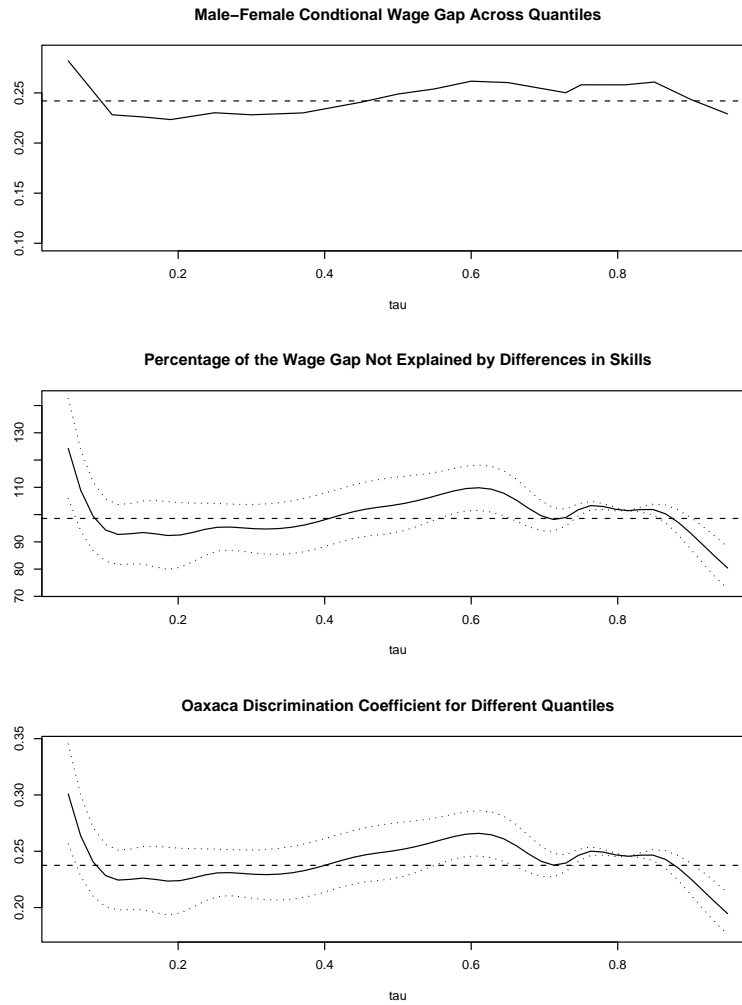 Male−Female Condtional Wage Gap Across Quantiles
0.25
0.20
0.15
0.10
0.2 0.4 0.6 0.8
tau
Percentage of the Wage Gap Not Explained by Differences in Skills
130
110
90
80
70
0.2 0.4 0.6 0.8
tau
Oaxaca Discrimination Coefficient for Different Quantiles
0.35
0.30
0.25
0.20
0.2 0.4 0.6 0.8
tau